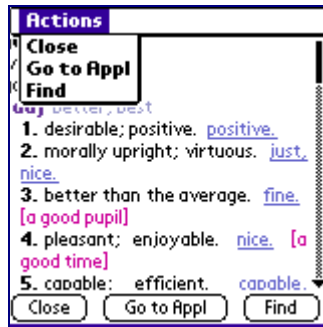 Actions
Close
Go to Appl
Find
adj better, best
1. desirable; positive. positive.
2. morally upright; virtuous. just,
nice.
3. better than the average. fine.
[a good pupil]
4. pleasant; enjoyable. nice. [a
good time]
5. capable; efficient. capable.
Close Go to Appl Find